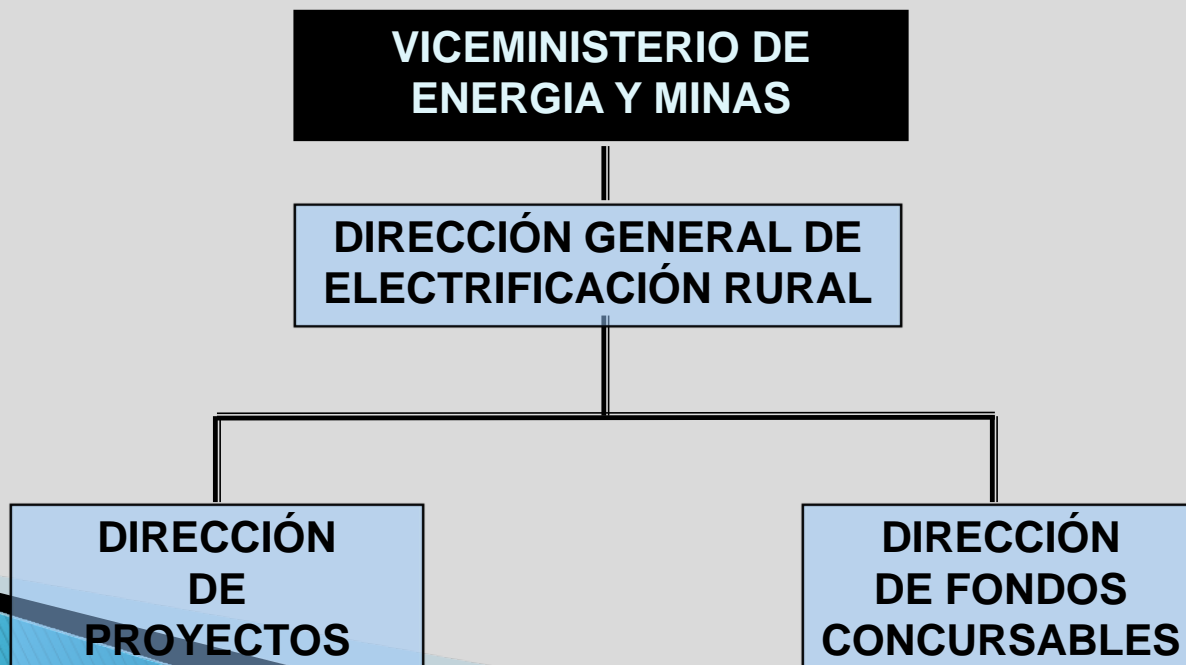 VICEMINISTERIO DE
ENERGIA Y MINAS
DIRECCIÓN GENERAL DE
ELECTRIFICACIÓN RURAL
DIRECCIÓN
DE
PROYECTOS
DIRECCIÓN
DE FONDOS
CONCURSABLES